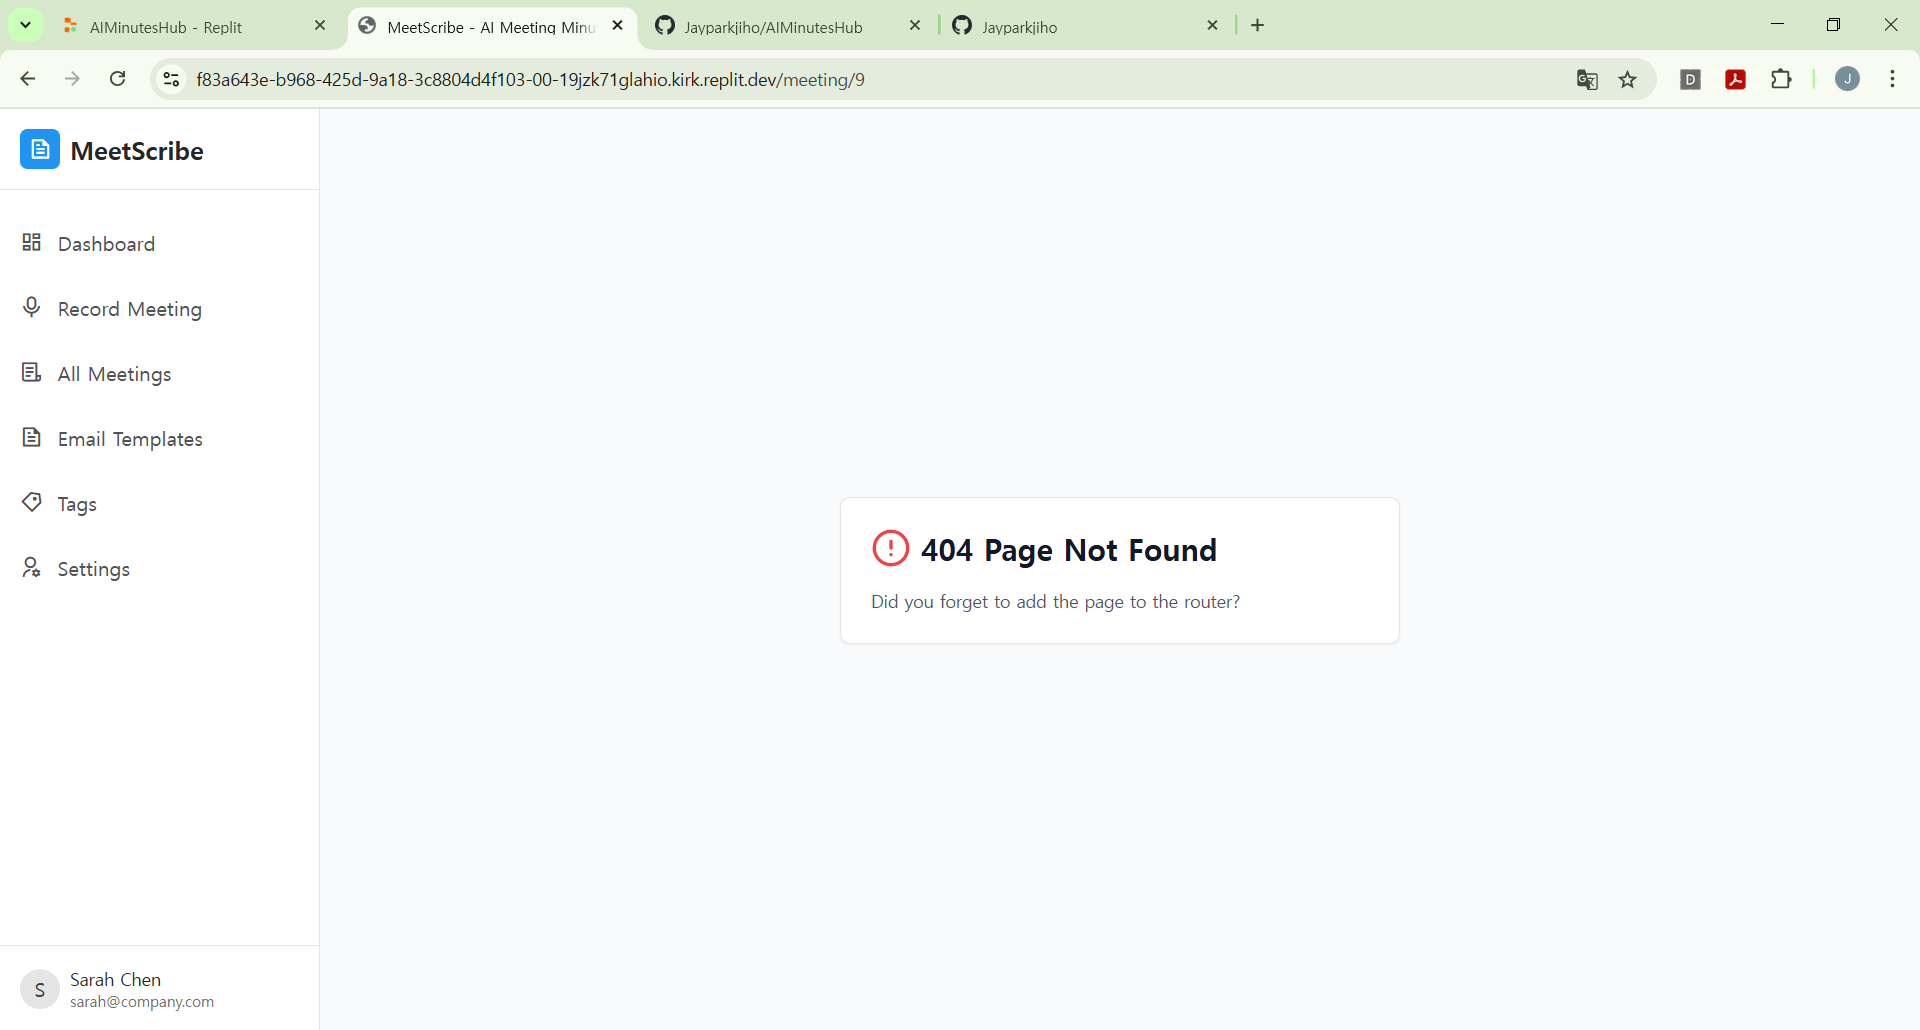 AIMinutesHub - Replit
MeetScribe - AI Meeting Minu
Jayparkjiho/AIMinutesHub
Jayparkjiho
f83a643e-b968-425d-9a18-3c8804d4f103-00-19jzk71glahio.kirk.replit.dev/meeting/9
D
J
MeetScribe
Dashboard
Record Meeting
All Meetings
Email Templates
Tags
Settings
404 Page Not Found
Did you forget to add the page to the router?
S
Sarah Chen
sarah@company.com